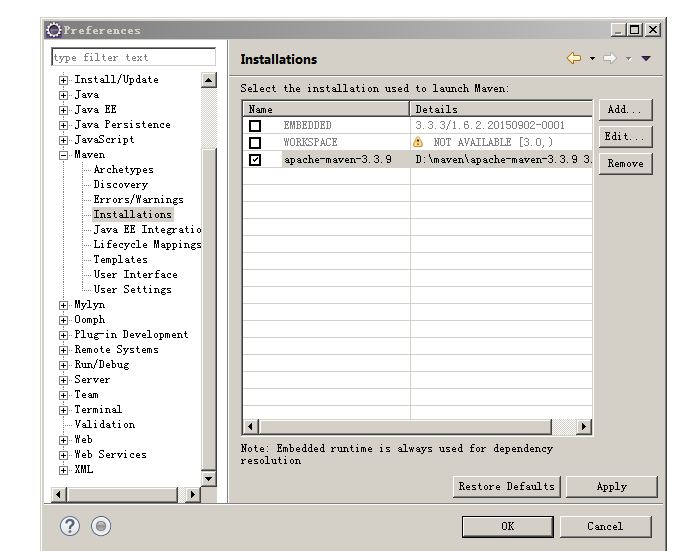 Preferences
type filter text
Install/Update
Java
Java EE
Java Persistence
JavaScript
Maven
Archetypes
Discovery
Errors/Warnings
Installations
Java EE Integratio
Lifecycle Mappings
Templates
User Interface
User Settings
Mylyn
Oomph
Plug-in Development
Remote Systems
Run/Debug
Server
Team
Terminal
Validation
Web
Web Services
XML
Installations
Select the installation used to launch Maven:
Name Details
EMBEDDED 3.3.3/1.6.2.20150902-0001
WORKSPACE NOT AVAILABLE [3.0,)
apache-maven-3.3.9 D:\maven\apache-maven-3.3.9 3.
Add...
Edit...
Remove
Note: Embedded runtime is always used for dependency
resolution
Restore Defaults Apply
OK Cancel